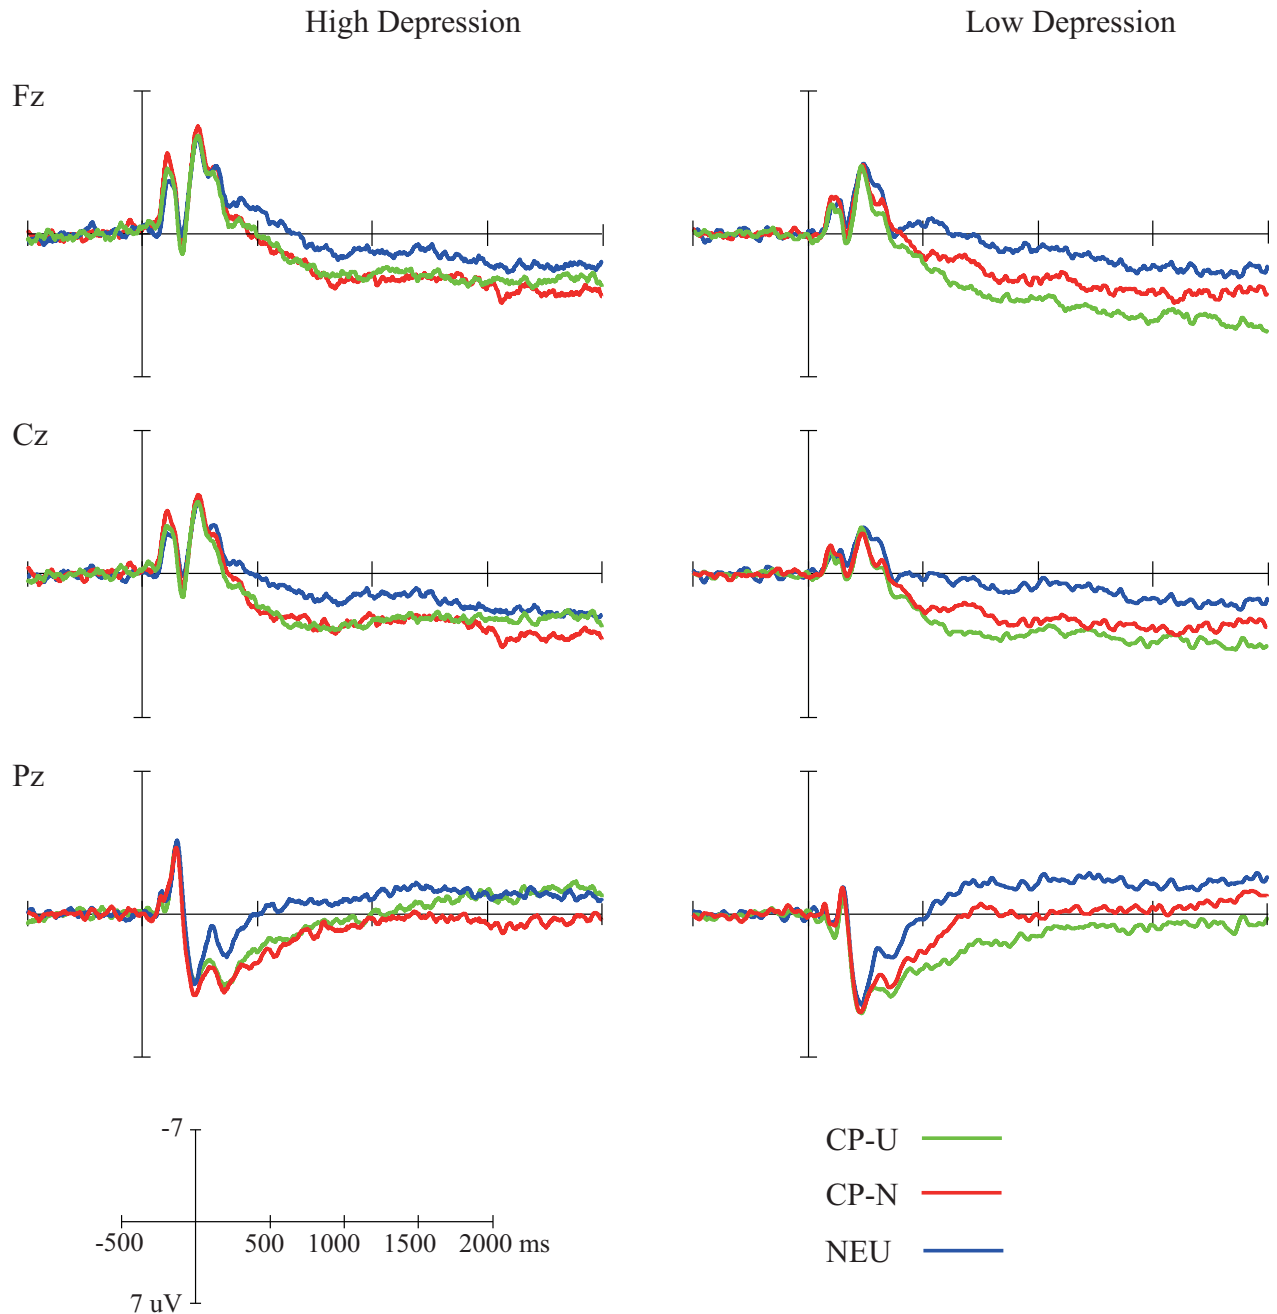 High Depression
Low Depression
Fz
Cz
Pz
-7
-500 500 1000 1500 2000 ms
7 uV
CP-U
CP-N
NEU